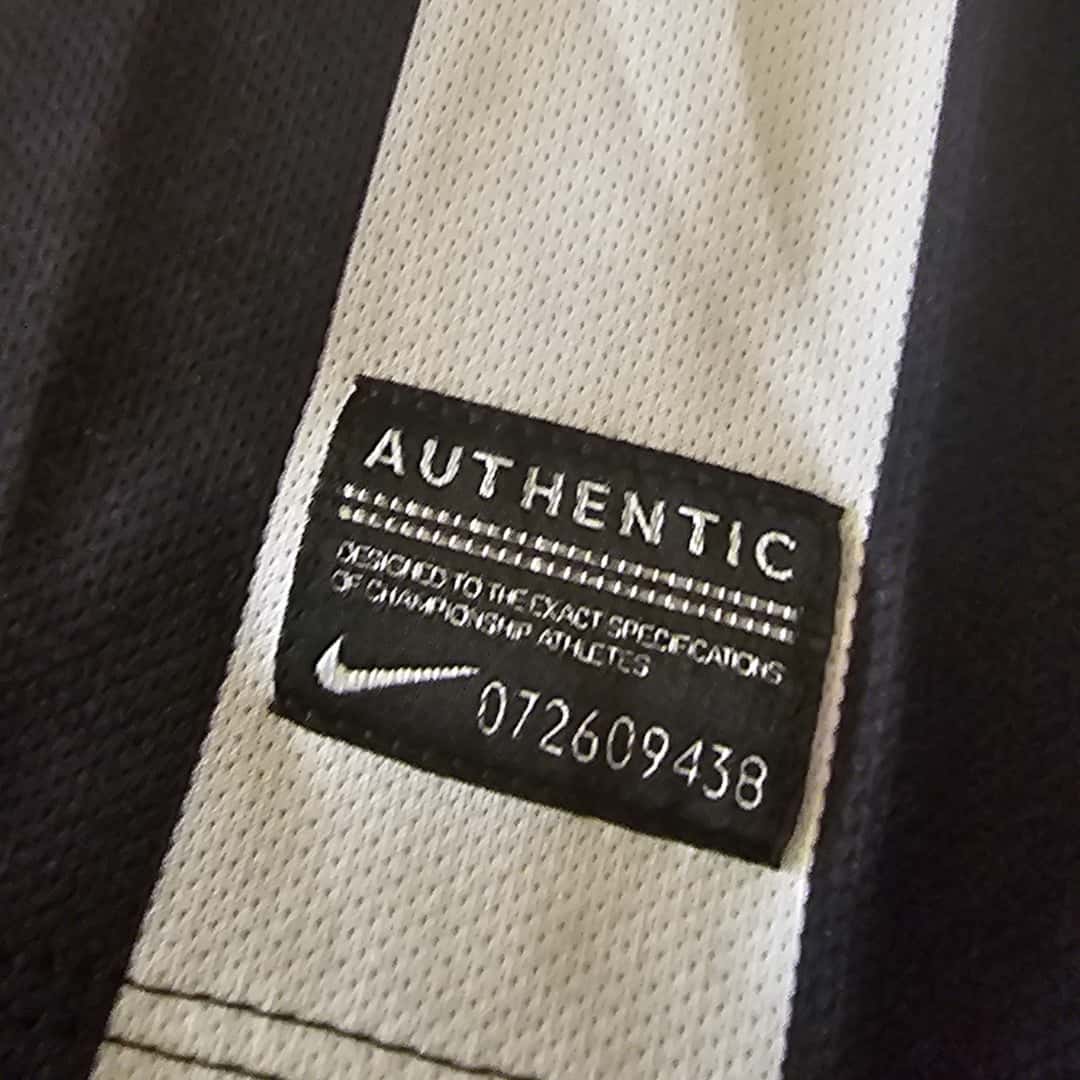 AUTHENTIC
DESIGNED TO THE EXACT SPECIFICATIONS
OF CHAMPIONSHIP ATHLETES
072609438